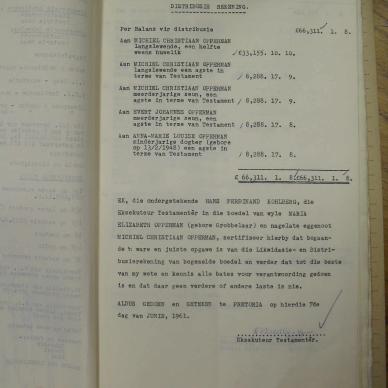 DISTRIBUSIE REKENING.
Per Balans vir distribusie £66,311. 1. 8.
Aan MICHIEL CHRISTIAAN OPPERMAN
langslewende, een helfte
weens huwelik £33,155. 10. 10.
Aan MICHIEL CHRISTIAAN OPPERMAN
langslewende een agste in
terme van Testament 8,288. 17. 9.
Aan MICHIEL CHRISTIAAN OPPERMAN
meerderjarige seun, een
agste in terme van Testament 8,288. 17. 9.
Aan EVERT JOHANNES OPPERMAN
meerderjarige seun, een
agste in terme van Testament 8,288. 17. 8.
Aan ANNA-MARIE LOUISE OPPERMAN
minderjarige dogter (gebore
op 13/2/1948) een agste in
terme van Testament 8,288. 17. 8.
£ 66,311. 1. 8 £66,311. 1. 8.
EK, die ondergetekende HANS FERDINAND KOHLBERG, die
Eksekuteur Testamentêr in die boedel van wyle MARIA
ELIZABETH OPPERMAN (gebore Grobbelaar) en nagelate eggenoot
MICHIEL CHRISTIAAN OPPERMAN, sertifiseer hierby dat bogaan-
de 'n ware en juiste opgawe is van die Likwidasie- en Distri-
busierekening van bogemelde boedel en verder dat tot die beste
van my wete en kennis alle bates voor verantwoording gedoen
is en dat daar geen verdere of andere laste is nie.
ALDUS GEDOEN en GETEKEN te PRETORIA op hierdie 7de
dag van JUNIE, 1961.
Eksekuteur Testamentêr.